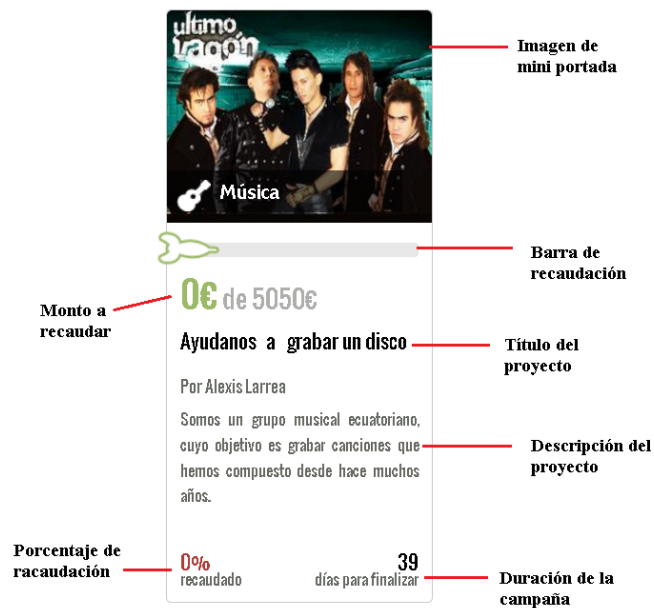 ultimo
vagón
Música
Imagen de
mini portada
Barra de
recaudación
0€ de 5050€
Monto a
recaudar
Ayudanos a grabar un disco
Título del
proyecto
Por Alexis Larrea
Somos un grupo musical ecuatoriano,
cuyo objetivo es grabar canciones que
hemos compuesto desde hace muchos
años.
Descripción del
proyecto
Porcentaje de
racaudación
0%
recaudado
39
días para finalizar
Duración de la
campaña